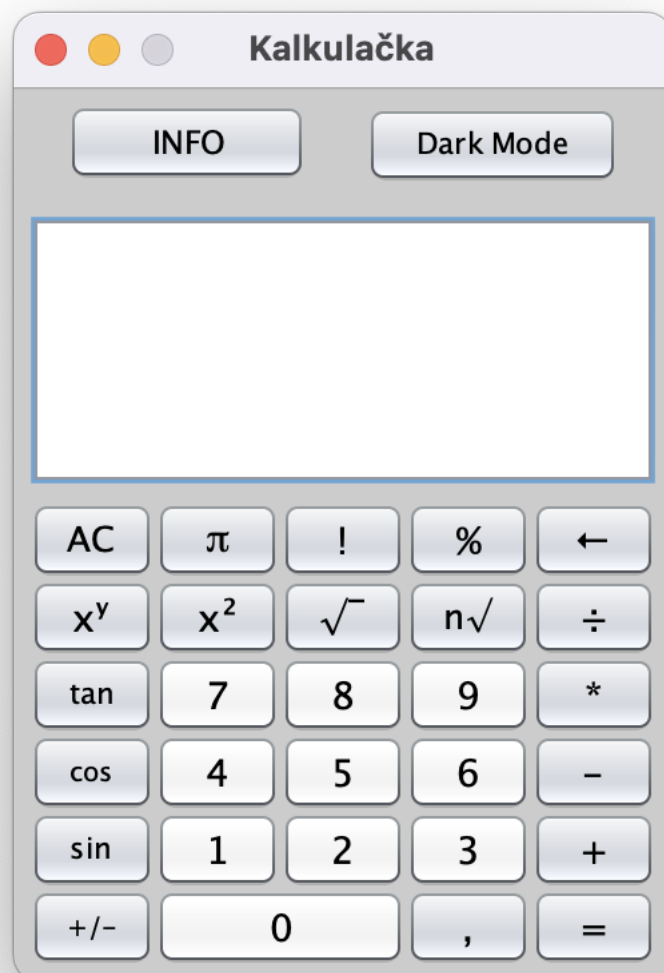 Kalkulačka
INFO Dark Mode
AC π ! % ←
xʸ x² √‾ n√ ÷
tan 7 8 9 *
cos 4 5 6 −
sin 1 2 3 +
+/− 0 , =